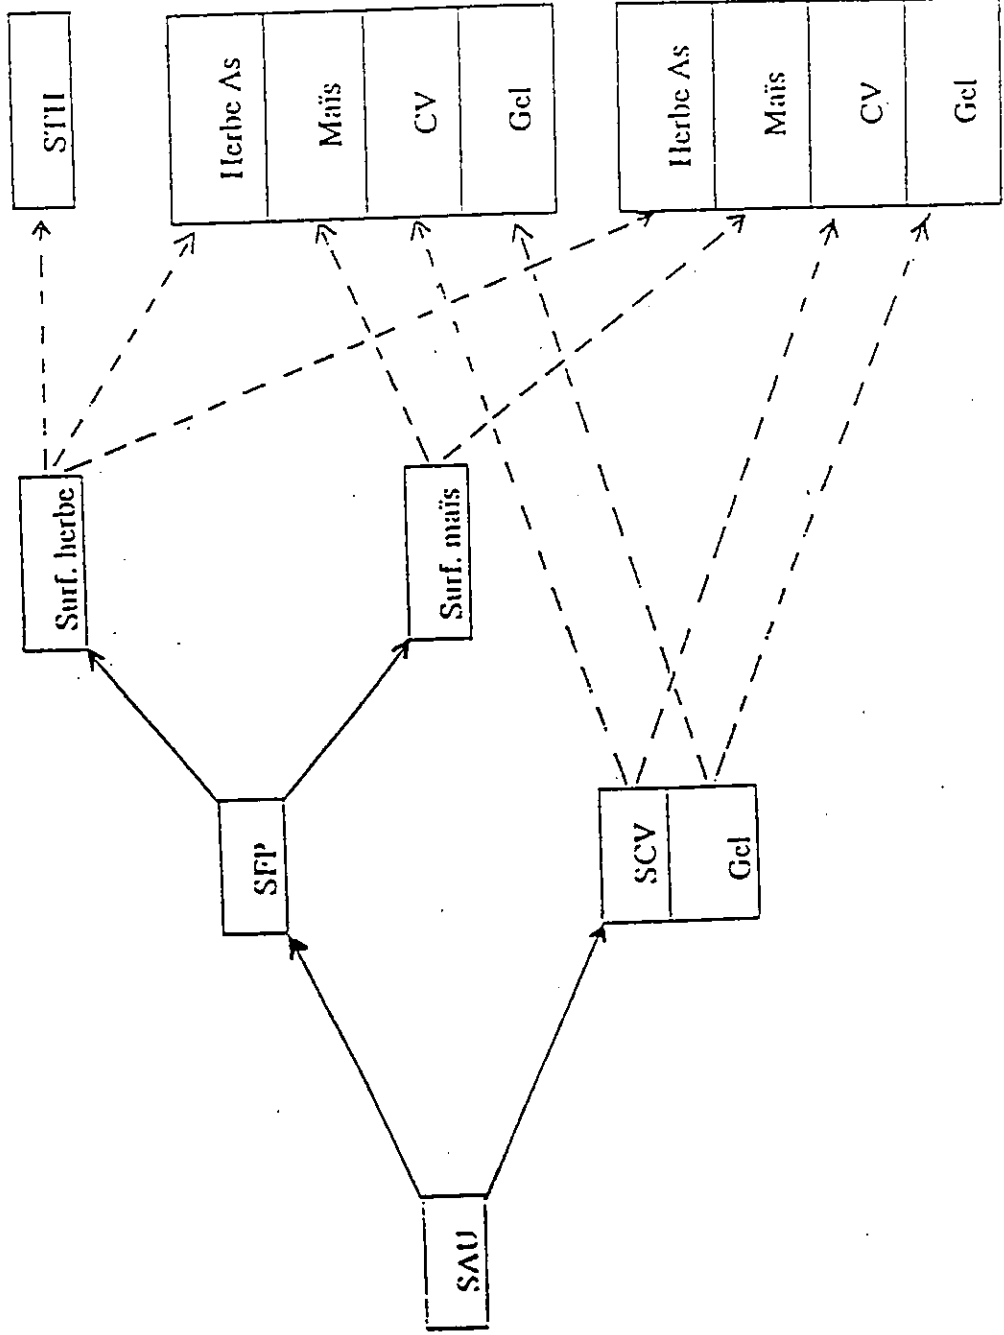 SAU
SFP
SCV
Gel
Surf. herbe
Surf. maïs
STH
Herbe As
Maïs
CV
Gel
Herbe As
Maïs
CV
Gel